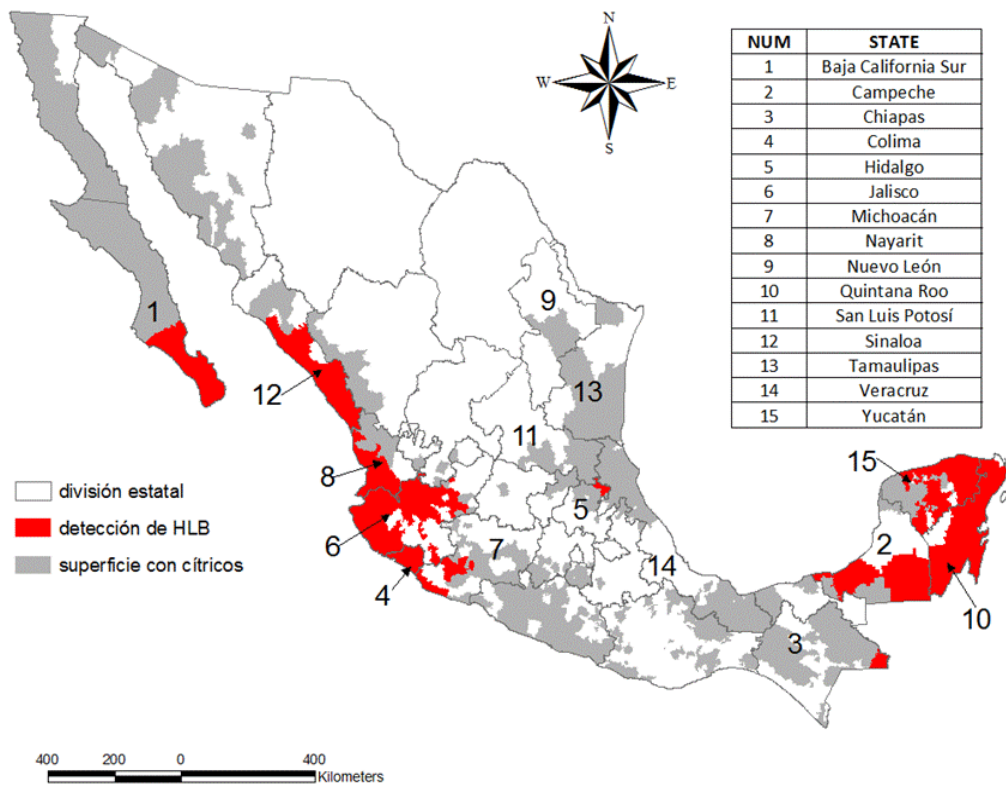 N
W E
S
NUM STATE
1 Baja California Sur
2 Campeche
3 Chiapas
4 Colima
5 Hidalgo
6 Jalisco
7 Michoacán
8 Nayarit
9 Nuevo León
10 Quintana Roo
11 San Luis Potosí
12 Sinaloa
13 Tamaulipas
14 Veracruz
15 Yucatán
1
9
12
13
11
8
15
división estatal
detección de HLB
superficie con cítricos
5
6
7
2
14
4
10
3
400 200 0 400
Kilometers